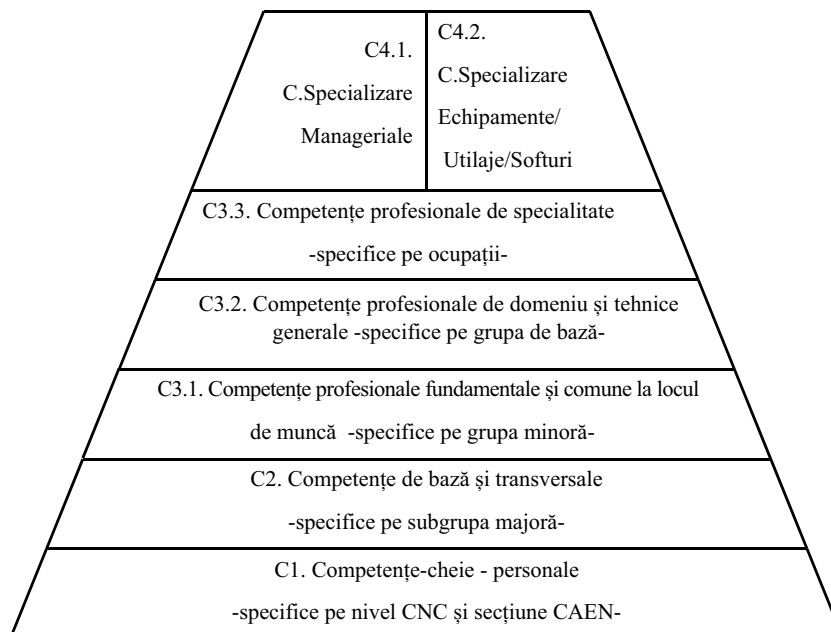 C4.1.
C.Specializare
Manageriale
C4.2.
C.Specializare
Echipamente/
Utilaje/Softuri
C3.3. Competențe profesionale de specialitate
-specifice pe ocupații-
C3.2. Competențe profesionale de domeniu și tehnice
generale -specifice pe grupa de bază-
C3.1. Competențe profesionale fundamentale și comune la locul
de muncă -specifice pe grupa minoră-
C2. Competențe de bază și transversale
-specifice pe subgrupa majoră-
C1. Competențe-cheie - personale
-specifice pe nivel CNC și secțiune CAEN-